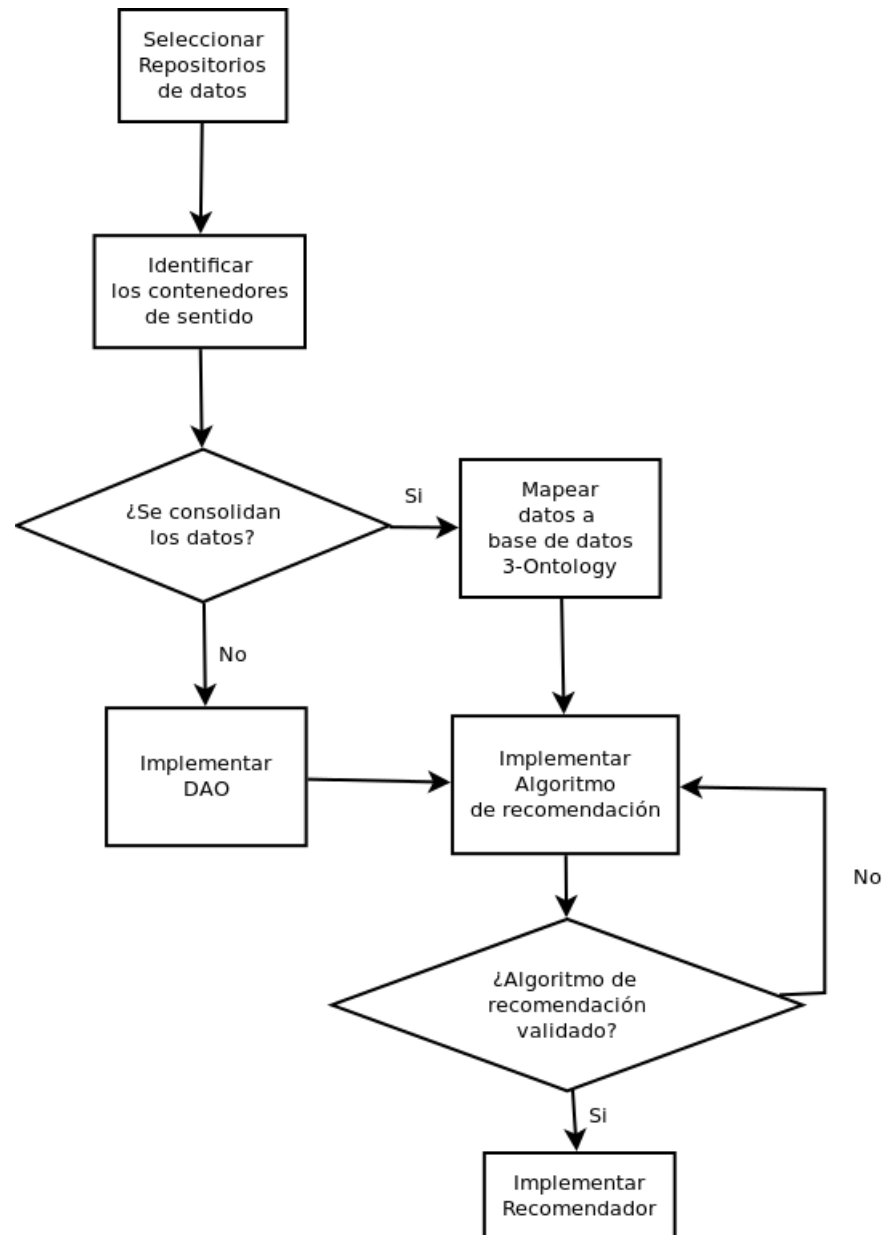 Seleccionar
Repositorios
de datos
Identificar
los contenedores
de sentido
¿Se consolidan
los datos?
Si
Mapear
datos a
base de datos
3-Ontology
No
Implementar
DAO
Implementar
Algoritmo
de recomendación
No
¿Algoritmo de
recomendación
validado?
Si
Implementar
Recomendador